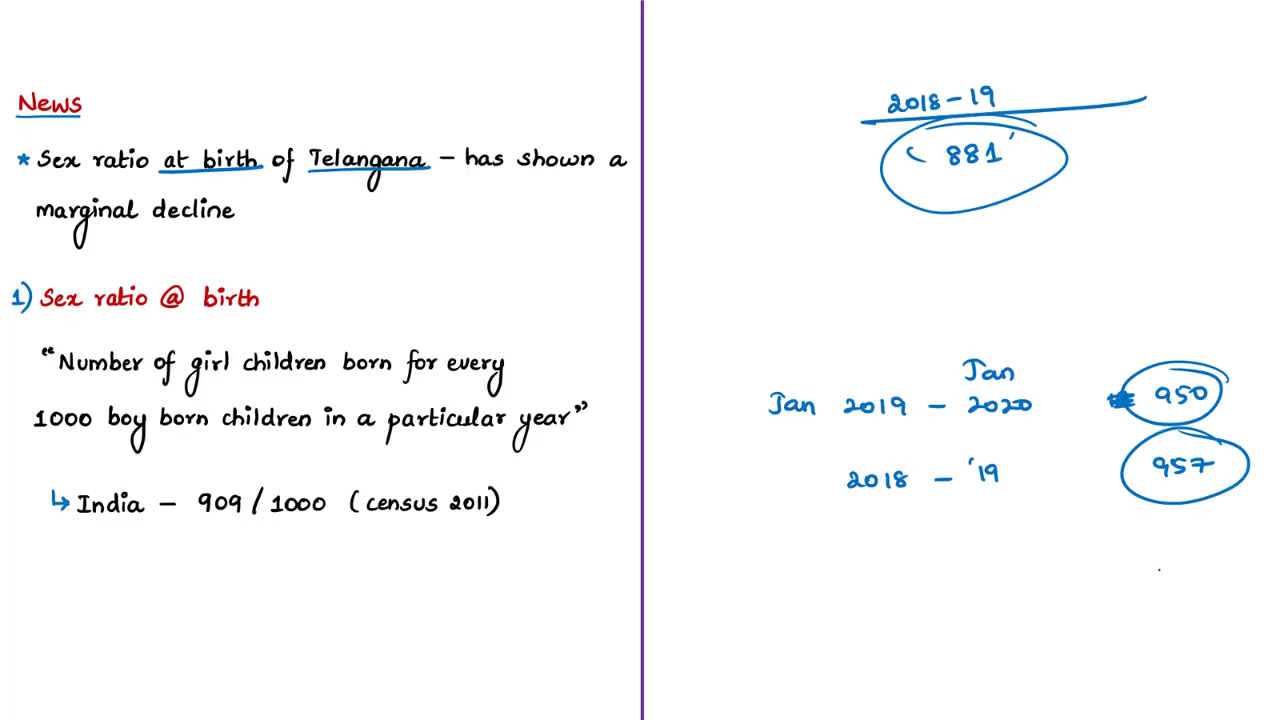 News
* Sex ratio at birth of Telangana – has shown a
marginal decline
1) Sex ratio @ birth
"Number of girl children born for every
1000 boy born children in a particular year"
↳ India – 909 / 1000 (census 2011)
2018 – 19
( 881 '
Jan
Jan 2019 – 2020 950
2018 – '19 957